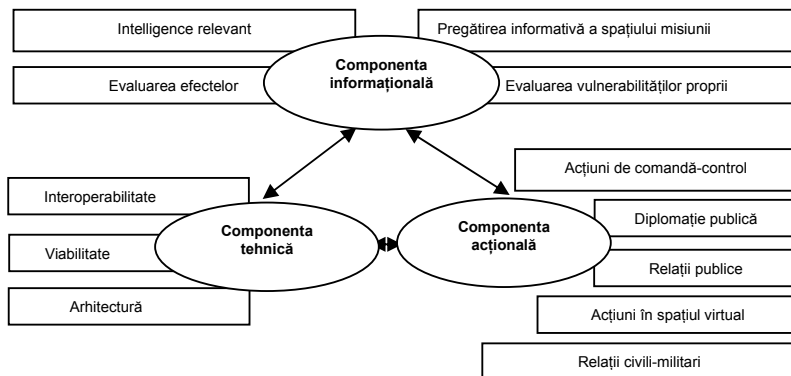 Intelligence relevant
Pregătirea informativă a spațiului misiunii
Componenta
informațională
Evaluarea efectelor
Evaluarea vulnerabilităților proprii
Acțiuni de comandă-control
Interoperabilitate
Componenta
tehnică
Componenta
acțională
Diplomație publică
Viabilitate
Relații publice
Arhitectură
Acțiuni în spațiul virtual
Relații civili-militari